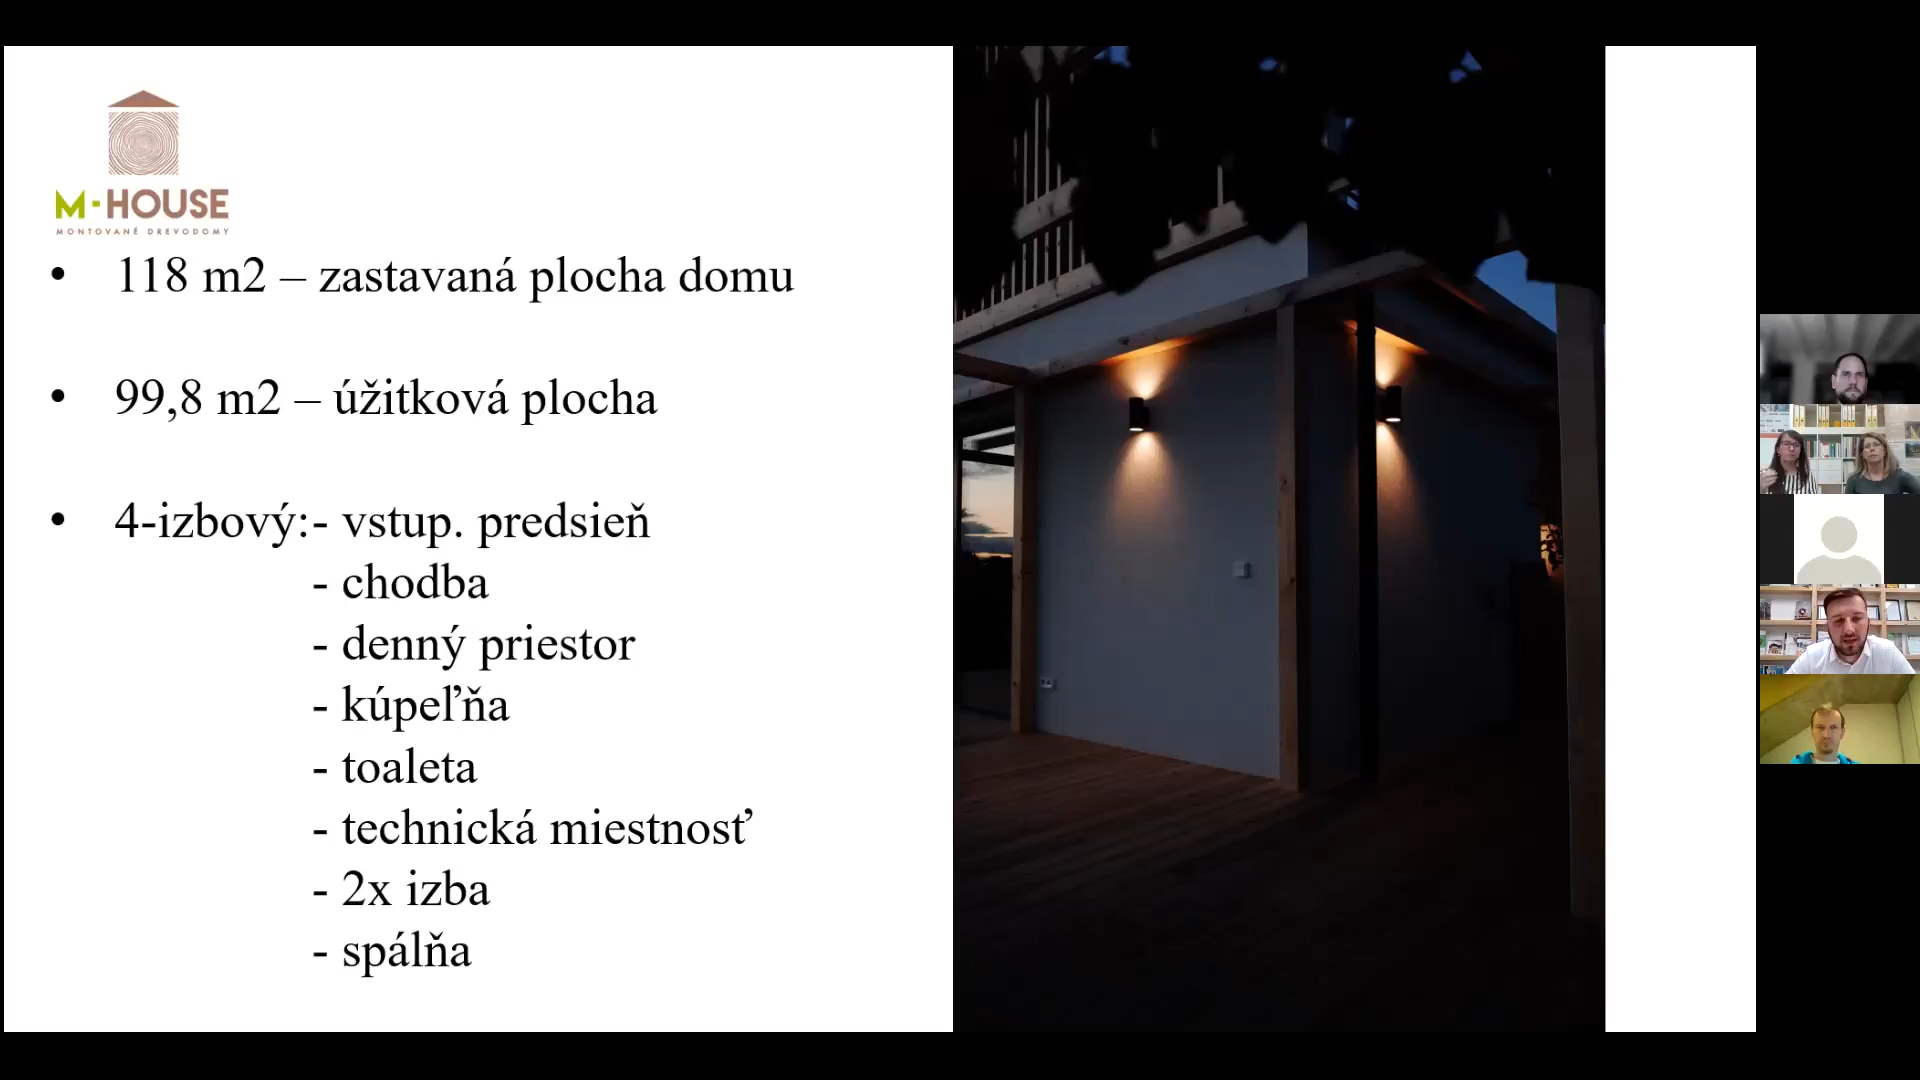 M-HOUSE
MONTOVANÉ DREVODOMY
• 118 m2 – zastavaná plocha domu
• 99,8 m2 – úžitková plocha
• 4-izbový:- vstup. predsieň
- chodba
- denný priestor
- kúpeľňa
- toaleta
- technická miestnosť
- 2x izba
- spálňa